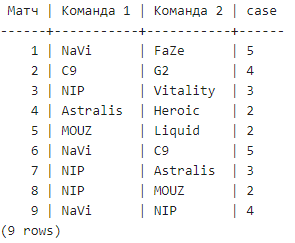 Матч | Команда 1 | Команда 2 | case
------+-----------+-----------+------
1 | NaVi | FaZe | 5
2 | C9 | G2 | 4
3 | NIP | Vitality | 3
4 | Astralis | Heroic | 2
5 | MOUZ | Liquid | 2
6 | NaVi | C9 | 5
7 | NIP | Astralis | 3
8 | NIP | MOUZ | 2
9 | NaVi | NIP | 4
(9 rows)